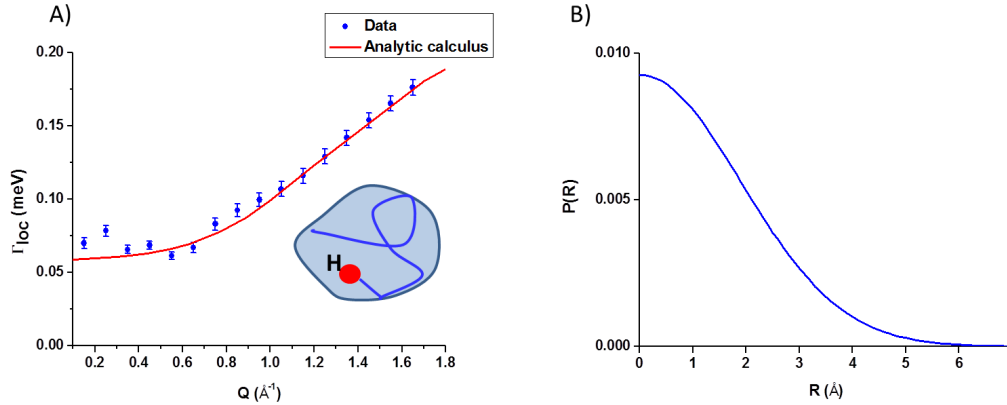 A)
Data
Analytic calculus
0.20
0.15
0.10
0.05
0.00
Γloc (meV)
H
0.2 0.4 0.6 0.8 1.0 1.2 1.4 1.6 1.8
Q (Å⁻¹)
B)
0.010
0.005
0.000
P(R)
0 1 2 3 4 5 6
R (Å)